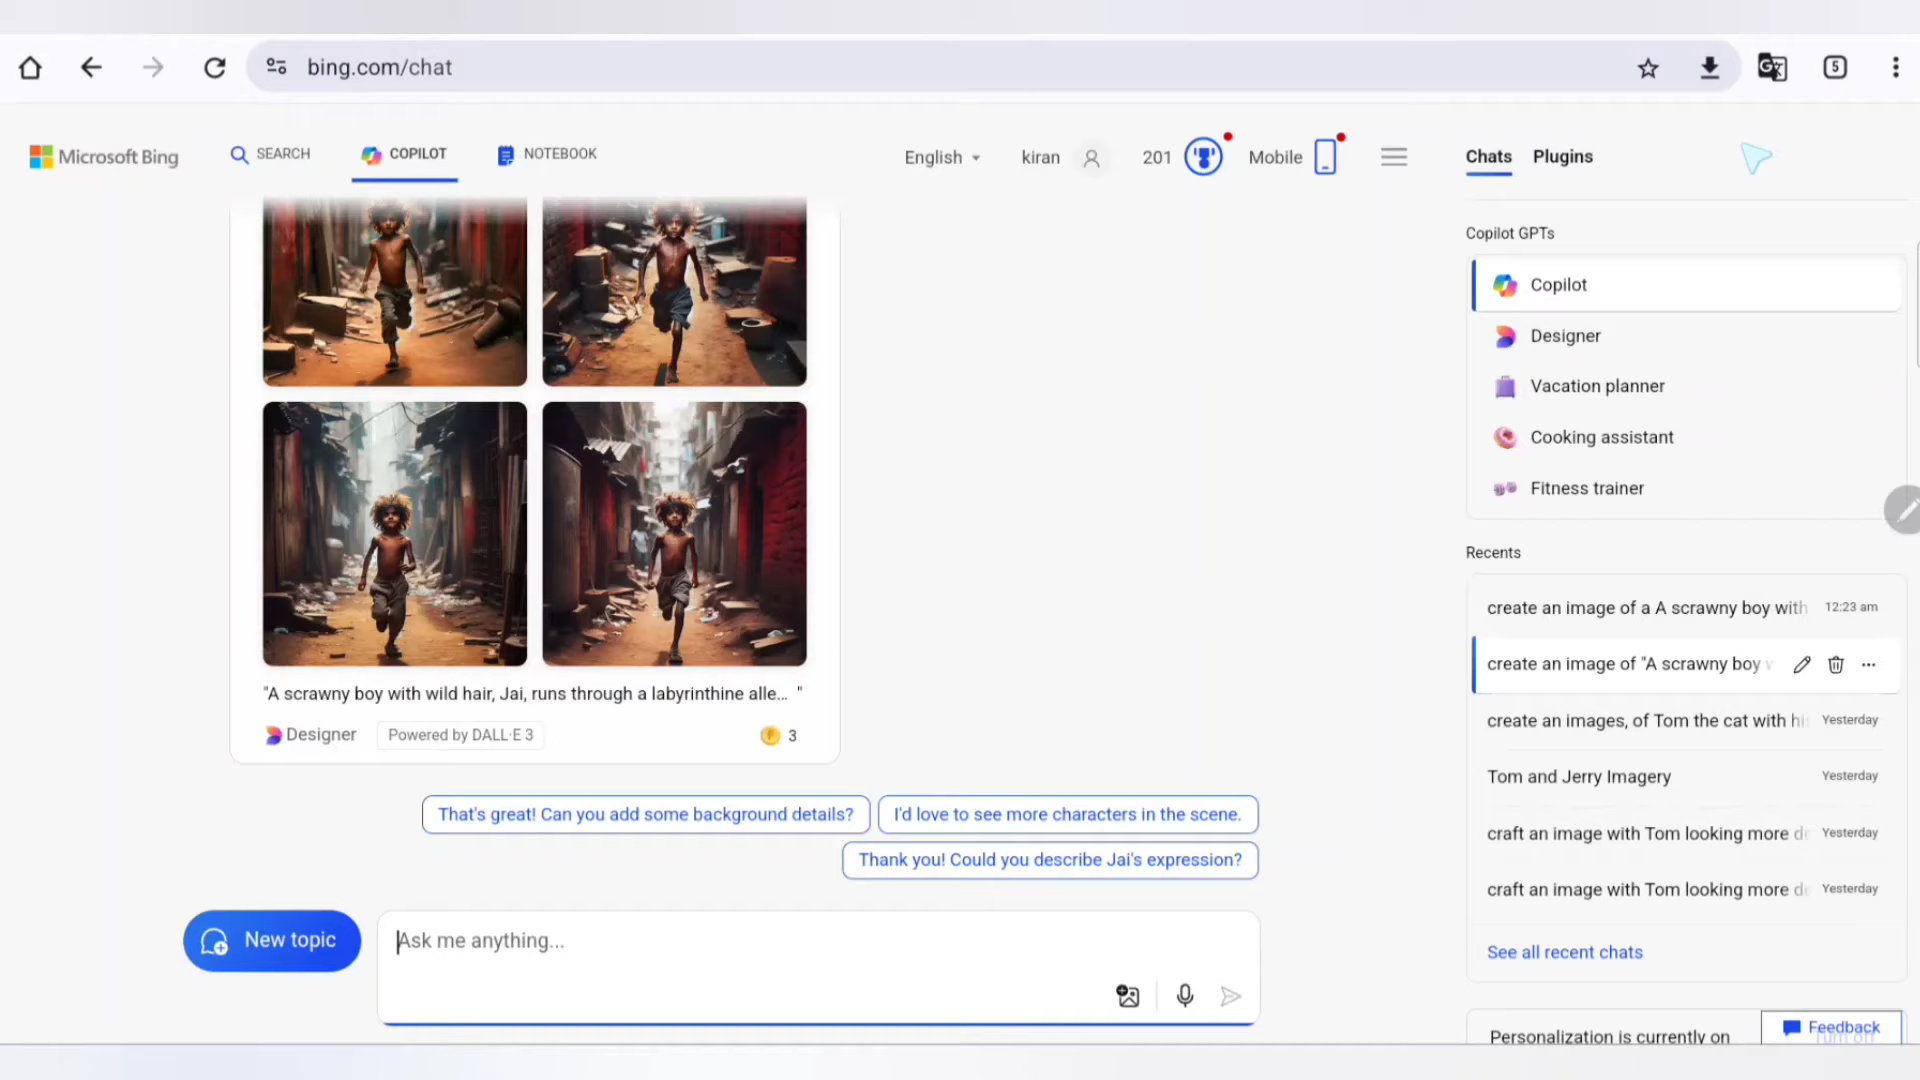 bing.com/chat
5
Microsoft Bing
SEARCH
COPILOT
NOTEBOOK
English
kiran
201
Mobile
Chats
Plugins
Copilot GPTs
Copilot
Designer
Vacation planner
Cooking assistant
Fitness trainer
Recents
create an image of a A scrawny boy with 12:23 am
create an image of "A scrawny boy
create an images, of Tom the cat with his Yesterday
Tom and Jerry Imagery Yesterday
craft an image with Tom looking more de Yesterday
craft an image with Tom looking more de Yesterday
See all recent chats
Personalization is currently on
Feedback
Turn off
"A scrawny boy with wild hair, Jai, runs through a labyrinthine alle... "
Designer
Powered by DALL·E 3
3
That's great! Can you add some background details?
I'd love to see more characters in the scene.
Thank you! Could you describe Jai's expression?
New topic
Ask me anything...